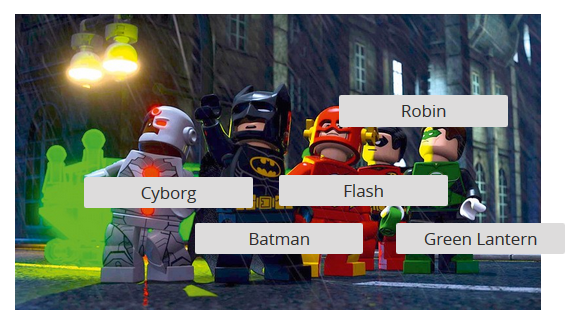 Robin
Cyborg
Flash
Batman
Green Lantern